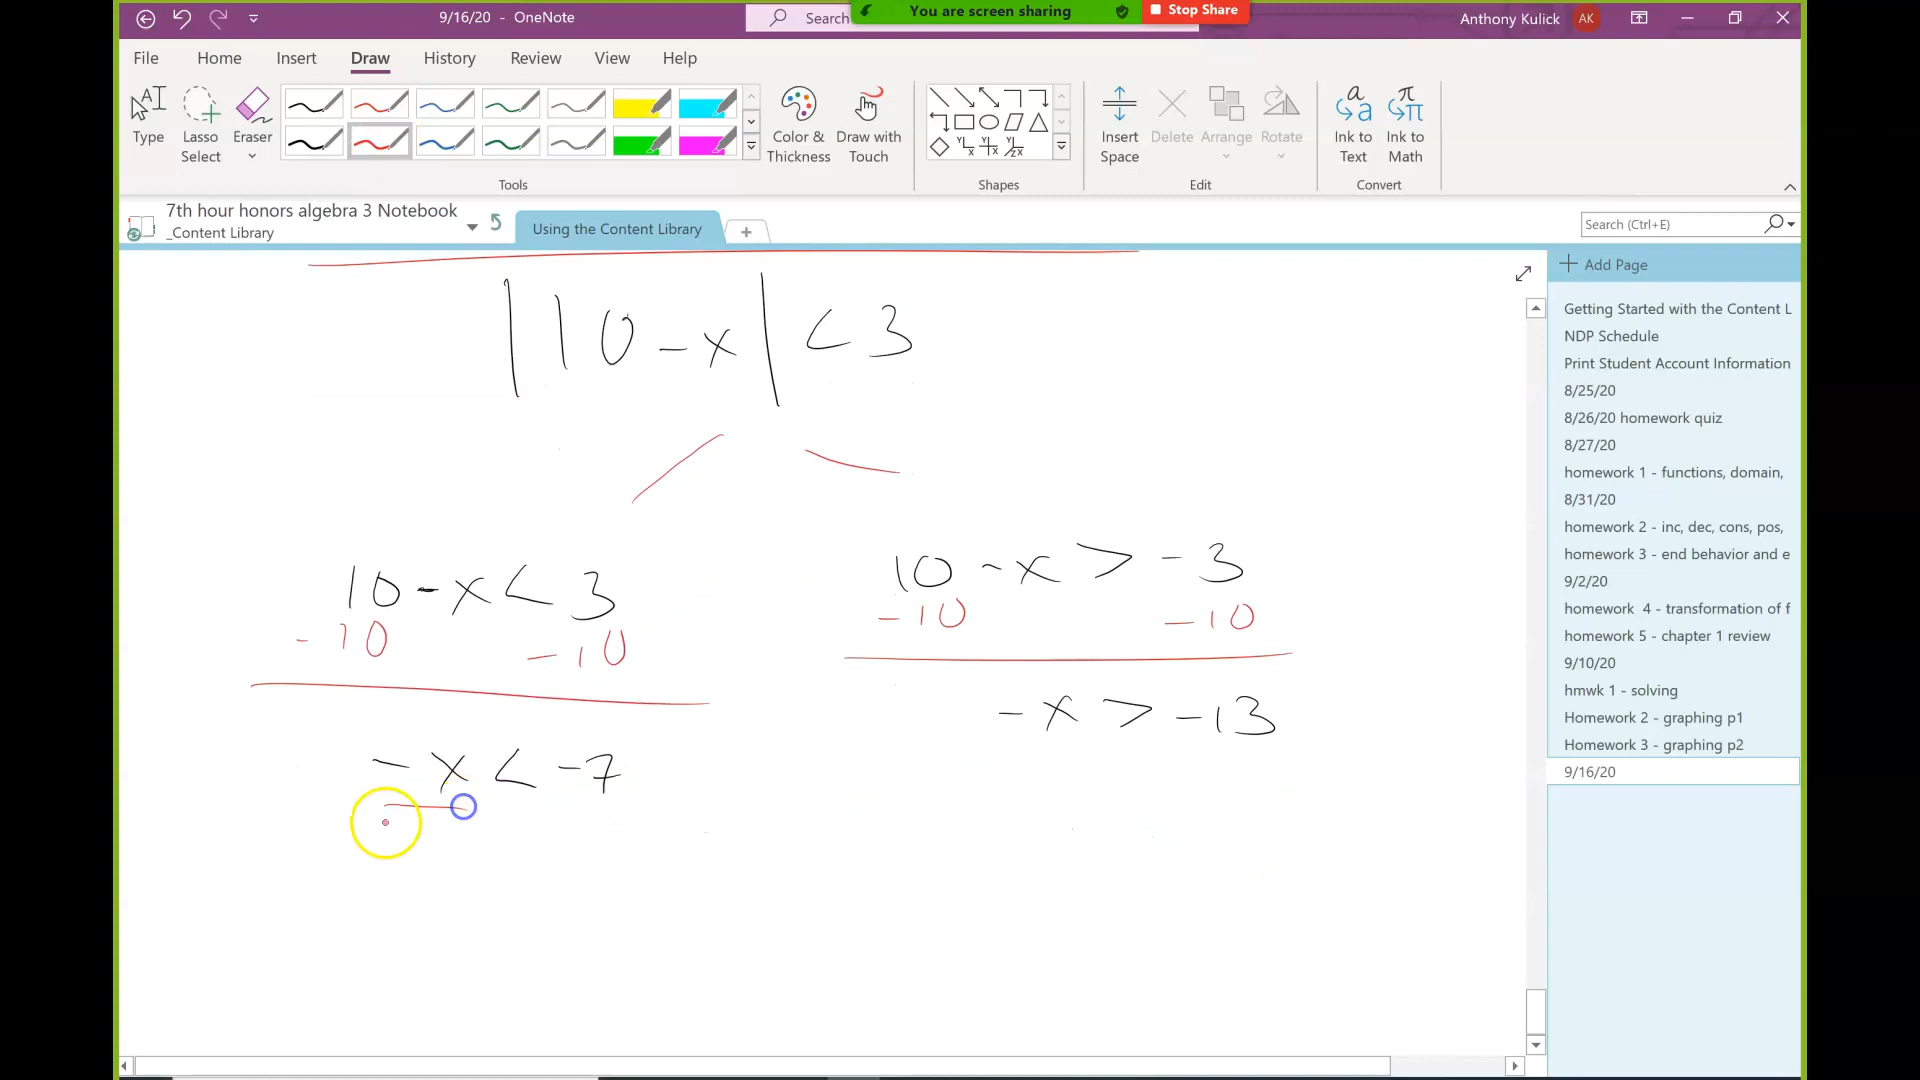 9/16/20 - OneNote
Search
You are screen sharing
Stop Share
Anthony Kulick
AK
File Home Insert Draw History Review View Help
Type
Lasso Select
Eraser
Color & Thickness
Draw with Touch
Insert Space
Delete
Arrange
Rotate
Ink to Text
Ink to Math
Tools
Shapes
Edit
Convert
7th hour honors algebra 3 Notebook
_Content Library
Using the Content Library
Search (Ctrl+E)
Add Page
Getting Started with the Content L
NDP Schedule
Print Student Account Information
8/25/20
8/26/20 homework quiz
8/27/20
homework 1 - functions, domain,
8/31/20
homework 2 - inc, dec, cons, pos,
homework 3 - end behavior and e
9/2/20
homework 4 - transformation of f
homework 5 - chapter 1 review
9/10/20
hmwk 1 - solving
Homework 2 - graphing p1
Homework 3 - graphing p2
9/16/20
|10 - x| < 3
10 - x < 3
- 10 - 10
- x < - 7
10 - x > - 3
- 10 - 10
- x > - 13